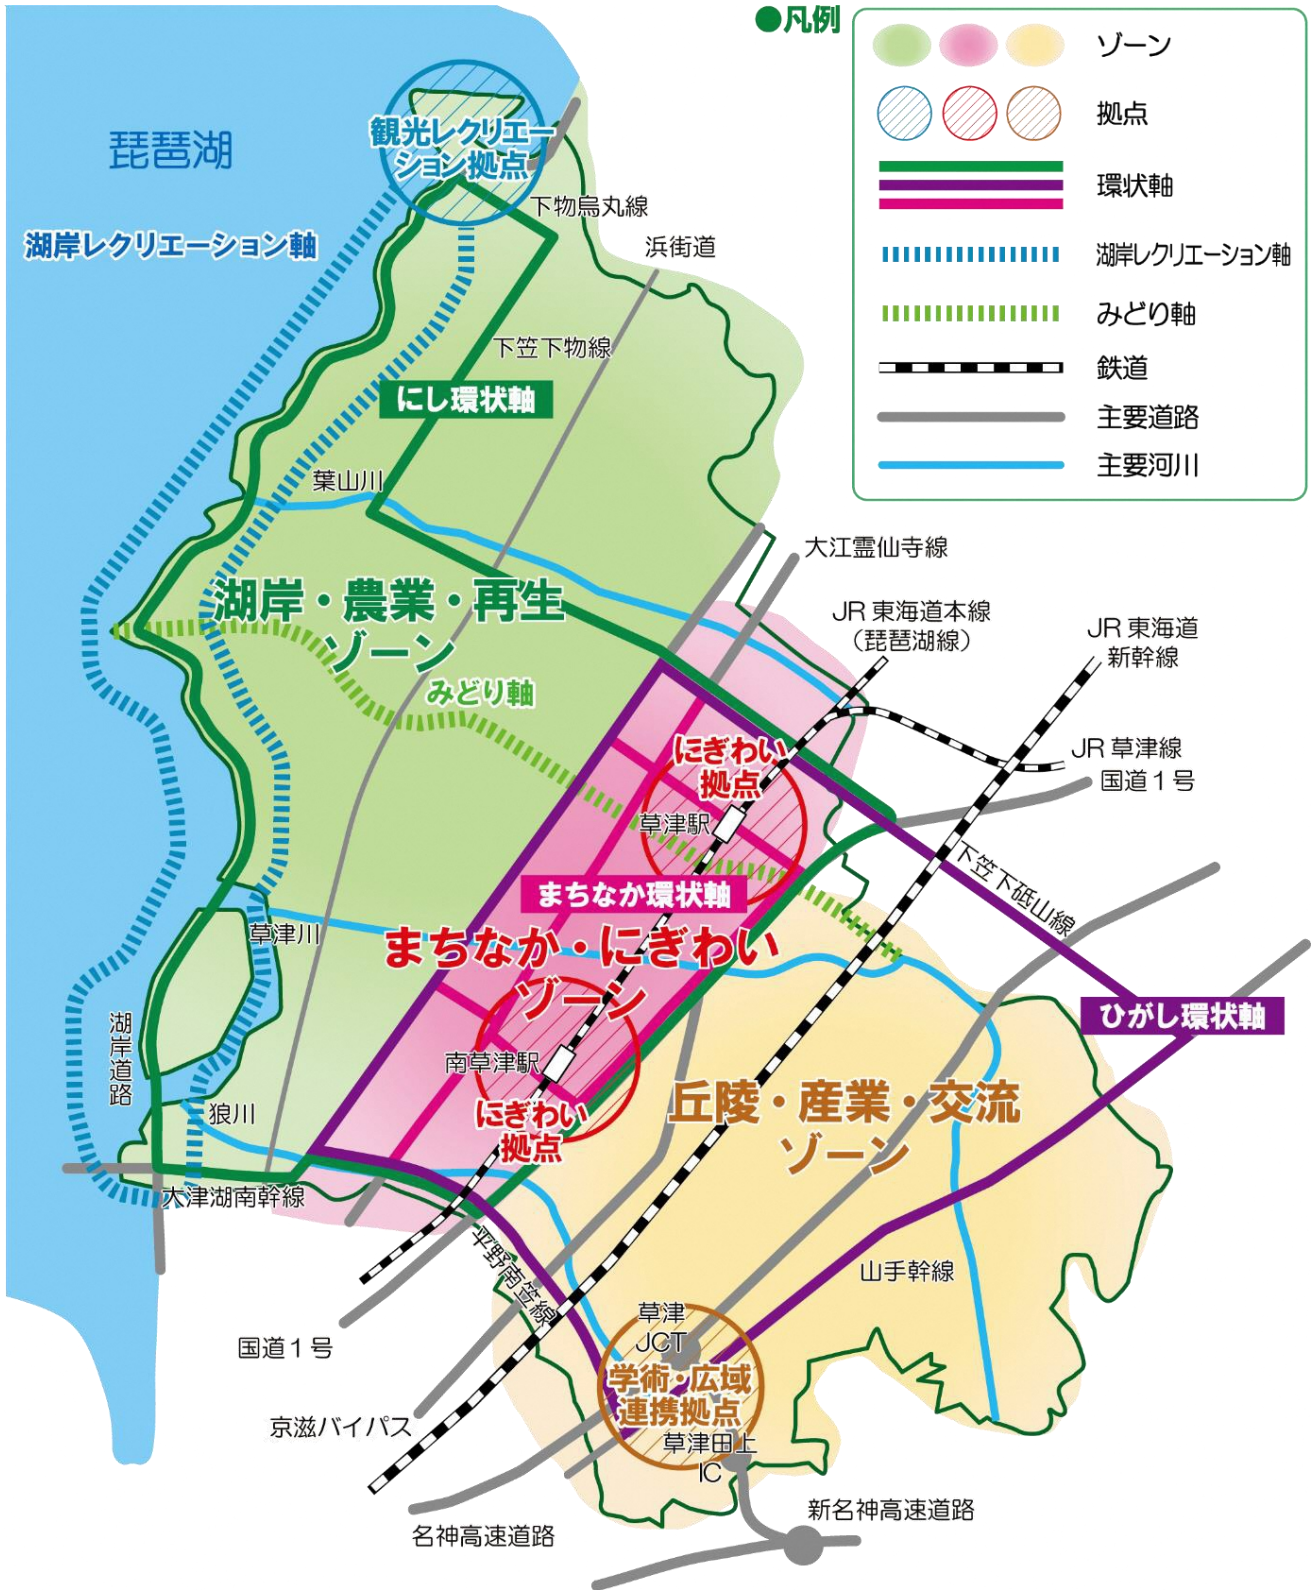 ●凡例
ゾーン
拠点
環状軸
湖岸レクリエーション軸
みどり軸
鉄道
主要道路
主要河川
琵琶湖
観光レクリエー
ション拠点
湖岸レクリエーション軸
下物烏丸線
浜街道
下笠下物線
にし環状軸
葉山川
大江霊仙寺線
湖岸・農業・再生
ゾーン
みどり軸
JR 東海道本線
（琵琶湖線）
JR 東海道
新幹線
JR 草津線
国道1号
にぎわい
拠点
草津駅
下笠下砥山線
まちなか環状軸
まちなか・にぎわい
ゾーン
草津川
ひがし環状軸
湖岸道路
南草津駅
にぎわい
拠点
狼川
丘陵・産業・交流
ゾーン
大津湖南幹線
平野南笠線
山手幹線
草津
JCT
国道1号
学術・広域
連携拠点
京滋バイパス
草津田上
IC
新名神高速道路
名神高速道路